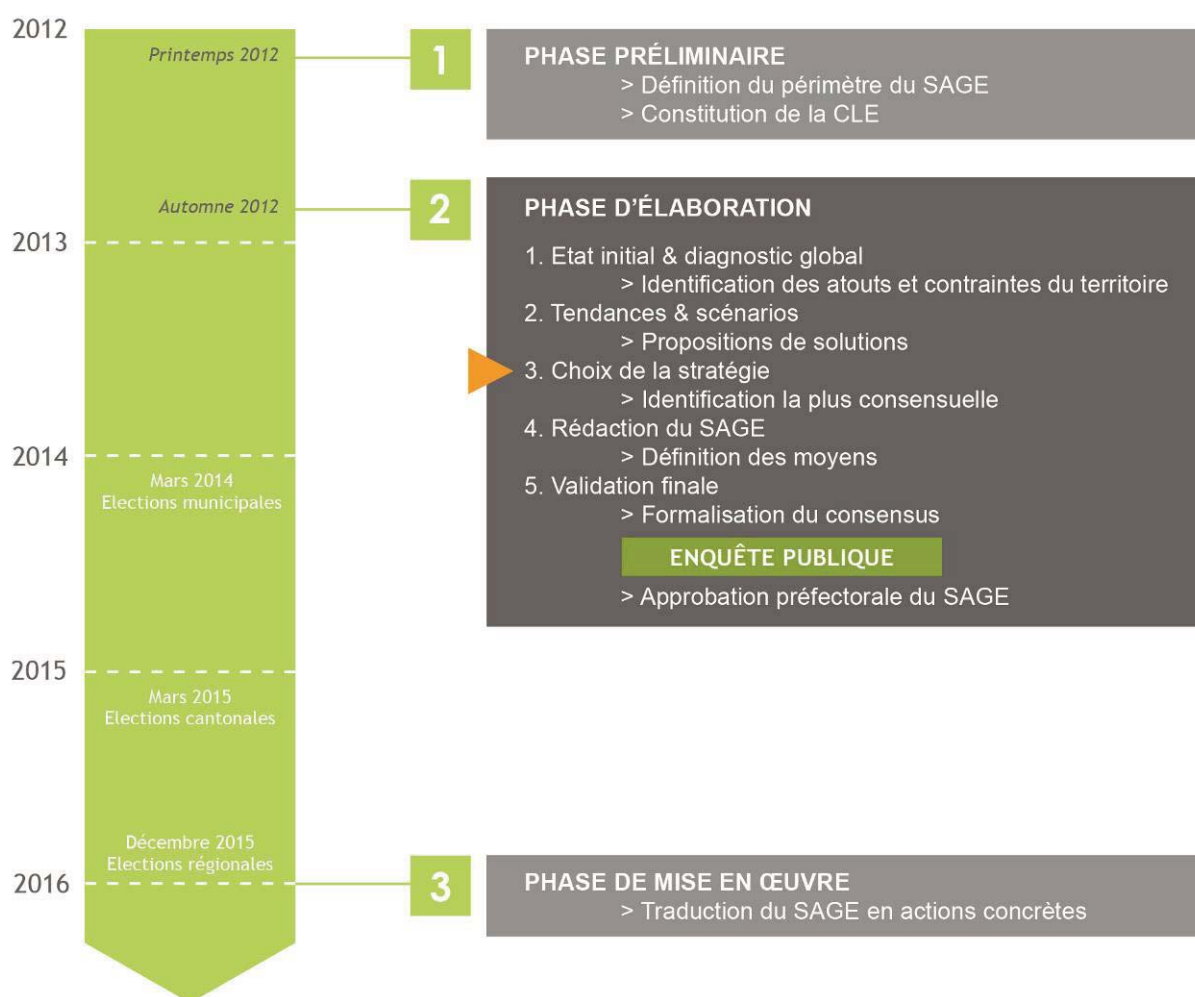 2012
Printemps 2012
1
PHASE PRÉLIMINAIRE
> Définition du périmètre du SAGE
> Constitution de la CLE
Automne 2012
2
PHASE D'ÉLABORATION
2013
1. Etat initial & diagnostic global
> Identification des atouts et contraintes du territoire
2. Tendances & scénarios
> Propositions de solutions
3. Choix de la stratégie
> Identification la plus consensuelle
4. Rédaction du SAGE
> Définition des moyens
5. Validation finale
> Formalisation du consensus
ENQUÊTE PUBLIQUE
> Approbation préfectorale du SAGE
2014
Mars 2014
Elections municipales
2015
Mars 2015
Elections cantonales
Décembre 2015
Elections régionales
2016
3
PHASE DE MISE EN ŒUVRE
> Traduction du SAGE en actions concrètes